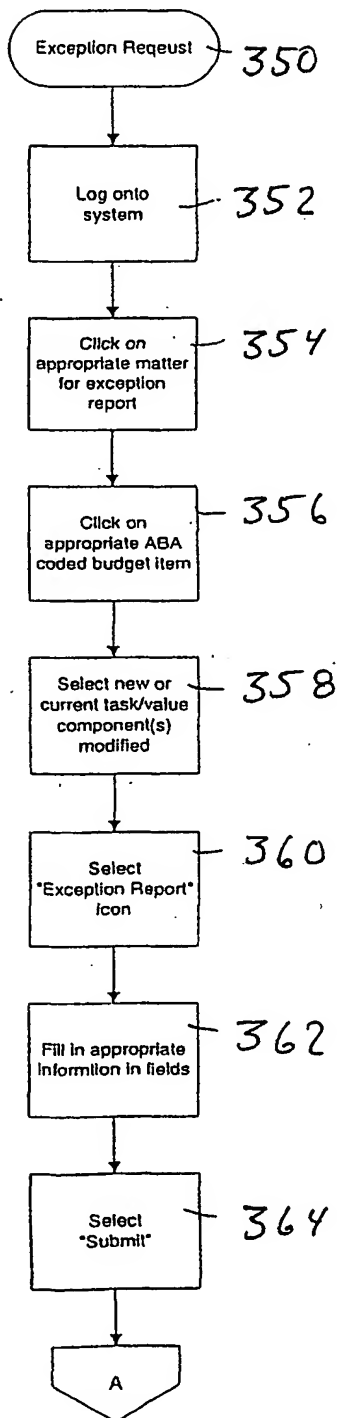 Exception Reqeust
350
Log onto
system
352
Click on
appropriate matter
for exception
report
354
Click on
appropriate ABA
coded budget item
356
Select new or
current task/value
component(s)
modified
358
Select
"Exception Report"
icon
360
Fill in appropriate
informtion in fields
362
Select
"Submit"
364
A